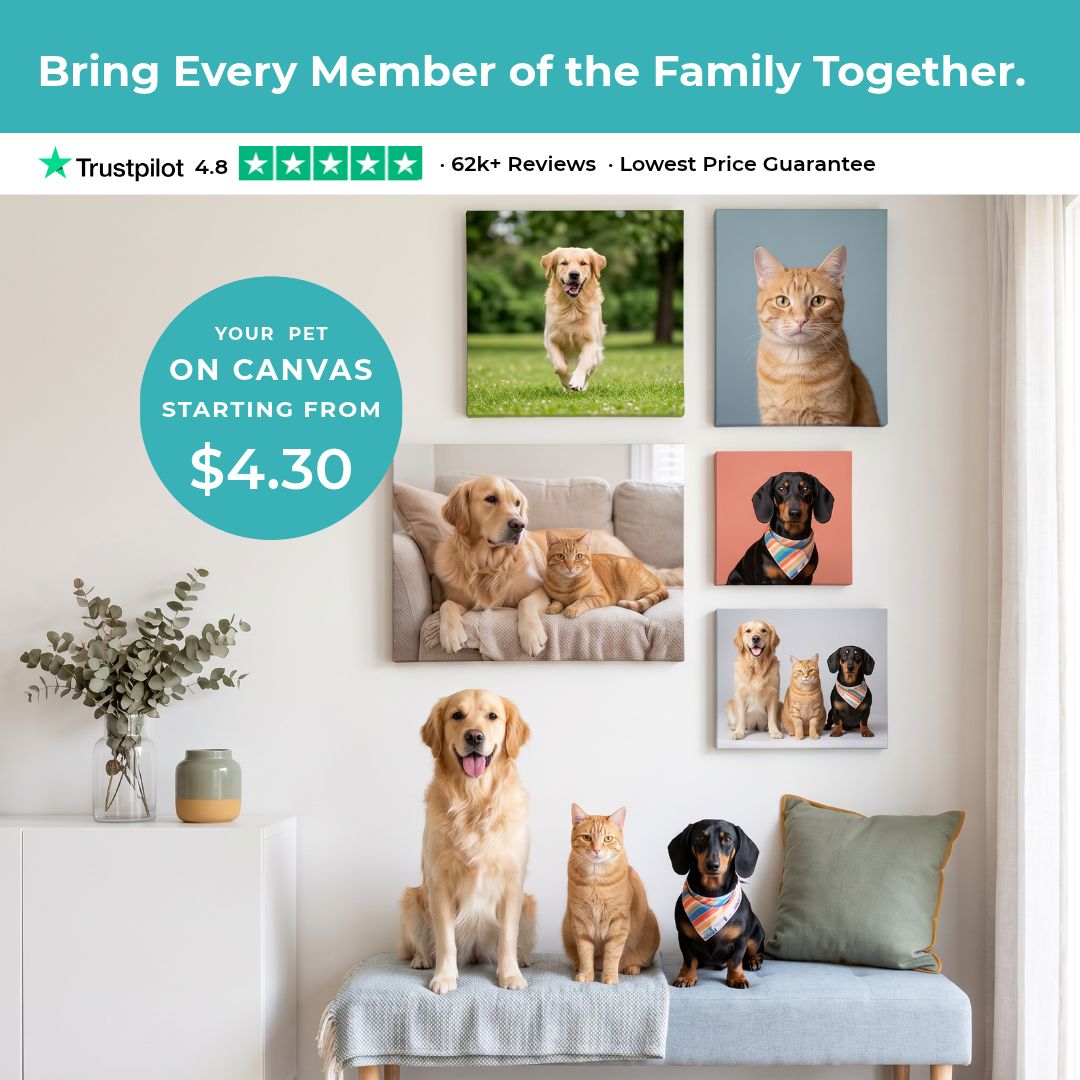 Bring Every Member of the Family Together.
Trustpilot 4.8 · 62k+ Reviews · Lowest Price Guarantee
YOUR PET
ON CANVAS
STARTING FROM
$4.30